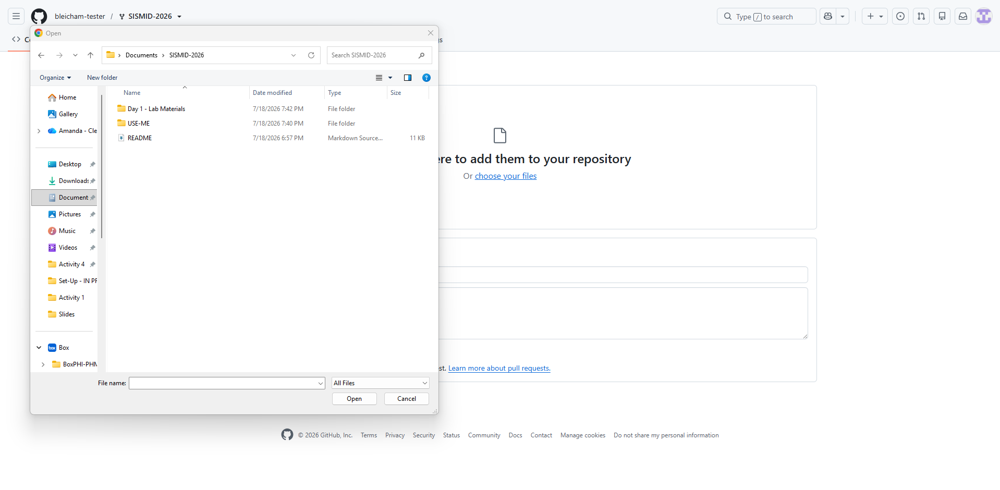 bleicham-tester / SISMID-2026
Type / to search
Open
Documents > SISMID-2026
Search SISMID-2026
Organize
New folder
Name
Date modified
Type
Size
Home
Gallery
Amanda - Cle
Desktop
Downloads
Document
Pictures
Music
Videos
Activity 4
Set-Up - IN PR
Activity 1
Slides
Box
BoxPHI-PHM
Day 1 - Lab Materials 7/18/2026 7:42 PM File folder
USE-ME 7/18/2026 7:40 PM File folder
README 7/18/2026 6:57 PM Markdown Source... 11 KB
File name:
All Files
Open
Cancel
ere to add them to your repository
Or choose your files
st. Learn more about pull requests.
© 2026 GitHub, Inc. Terms Privacy Security Status Community Docs Contact Manage cookies Do not share my personal information